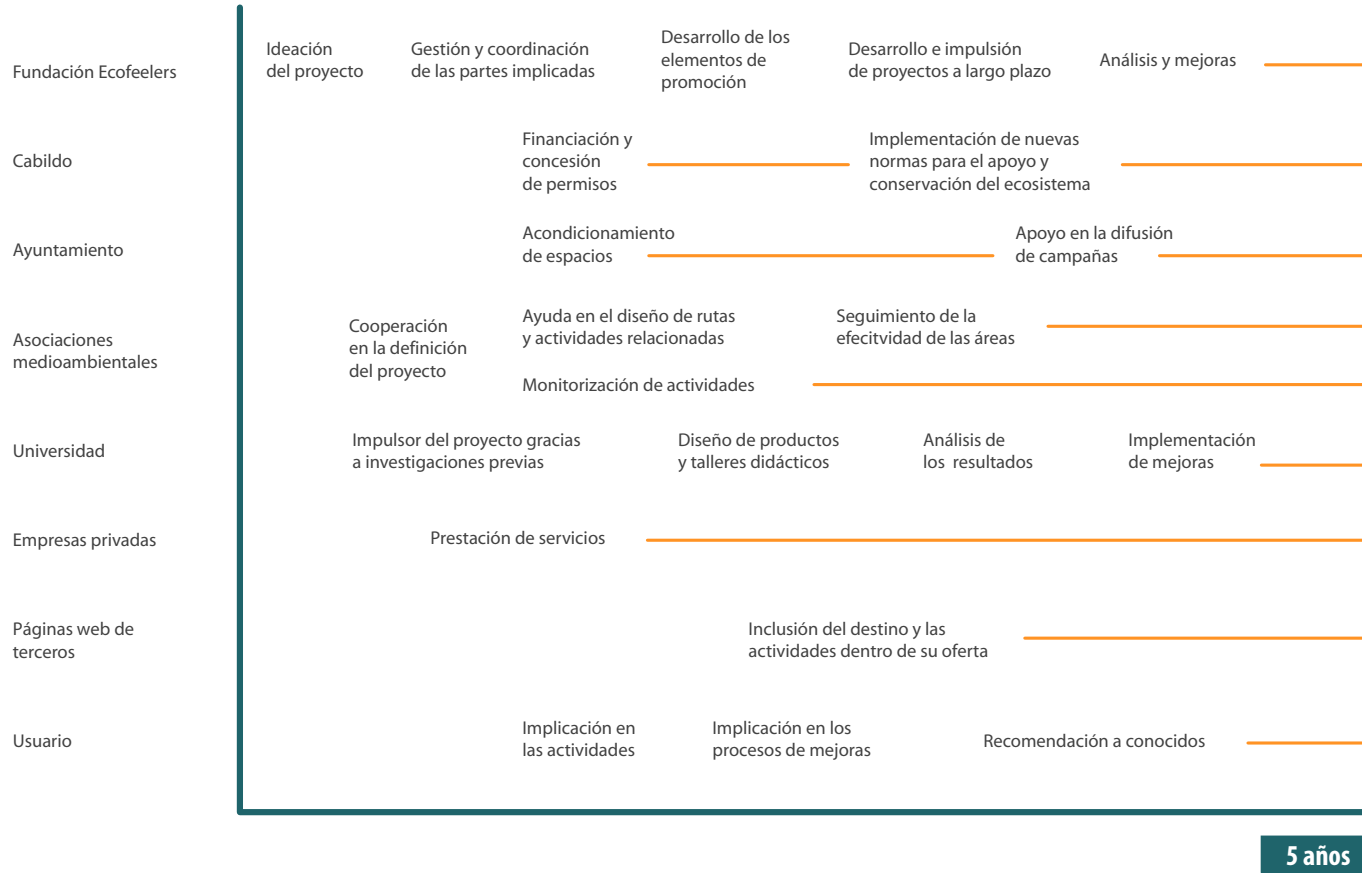 Fundación Ecofeelers
Ideación
del proyecto
Gestión y coordinación
de las partes implicadas
Desarrollo de los
elementos de
promoción
Desarrollo e impulsión
de proyectos a largo plazo
Análisis y mejoras
Cabildo
Financiación y
concesión
de permisos
Implementación de nuevas
normas para el apoyo y
conservación del ecosistema
Ayuntamiento
Acondicionamiento
de espacios
Apoyo en la difusión
de campañas
Asociaciones
medioambientales
Cooperación
en la definición
del proyecto
Ayuda en el diseño de rutas
y actividades relacionadas
Seguimiento de la
efecitvidad de las áreas
Monitorización de actividades
Universidad
Impulsor del proyecto gracias
a investigaciones previas
Diseño de productos
y talleres didácticos
Análisis de
los resultados
Implementación
de mejoras
Empresas privadas
Prestación de servicios
Páginas web de
terceros
Inclusión del destino y las
actividades dentro de su oferta
Usuario
Implicación en
las actividades
Implicación en los
procesos de mejoras
Recomendación a conocidos
5 años